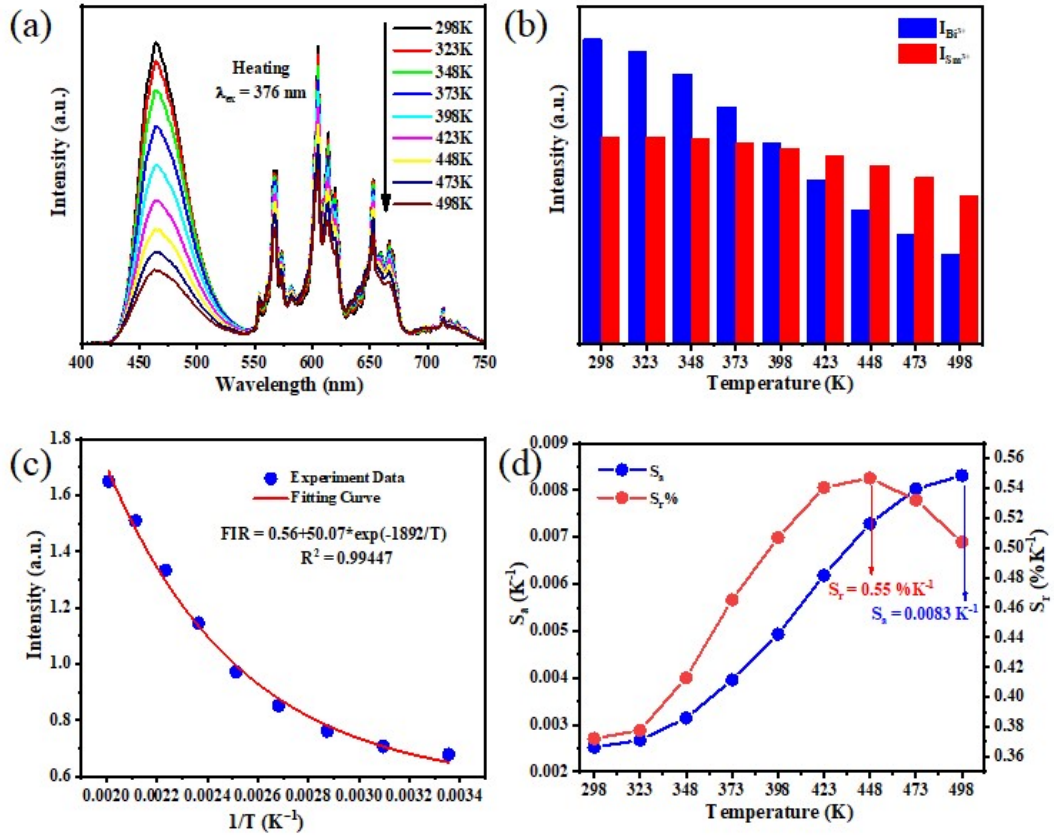 (a)
Heating
λex = 376 nm
298K
323K
348K
373K
398K
423K
448K
473K
498K
Intensity (a.u.)
400 450 500 550 600 650 700 750
Wavelength (nm)
(b)
I Bi³⁺
I Sm³⁺
Intensity (a.u.)
298 323 348 373 398 423 448 473 498
Temperature (K)
(c)
Experiment Data
Fitting Curve
FIR = 0.56+50.07*exp(-1892/T)
R² = 0.99447
Intensity (a.u.)
1.8
1.6
1.4
1.2
1.0
0.8
0.6
0.0020 0.0022 0.0024 0.0026 0.0028 0.0030 0.0032 0.0034
1/T (K⁻¹)
(d)
Sa
Sr%
Sr = 0.55 %K⁻¹
Sa = 0.0083 K⁻¹
Sa (K⁻¹)
0.009
0.008
0.007
0.006
0.005
0.004
0.003
0.002
Sr (%K⁻¹)
0.56
0.54
0.52
0.50
0.48
0.46
0.44
0.42
0.40
0.38
0.36
298 323 348 373 398 423 448 473 498
Temperature (K)